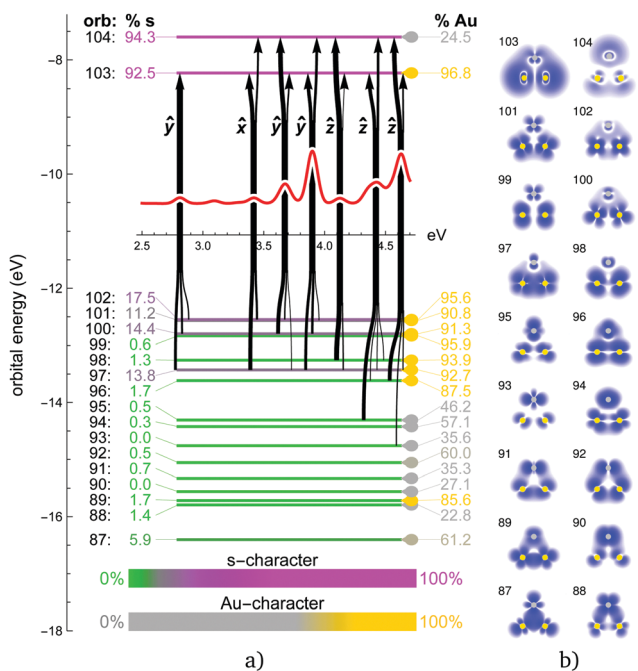 orb: % s % Au
104: 94.3 24.5
103: 92.5 96.8
ŷ x̂ ŷ ŷ ẑ ẑ ẑ
2.5 3.0 3.5 4.0 4.5 eV
102: 17.5 95.6
101: 11.2 90.8
100: 14.4 91.3
99: 0.6 95.9
98: 1.3 93.9
97: 13.8 92.7
96: 1.7 87.5
95: 0.5 46.2
94: 0.3 57.1
93: 0.0 35.6
92: 0.5 60.0
91: 0.7 35.3
90: 0.0 27.1
89: 1.7 85.6
88: 1.4 22.8
87: 5.9 61.2
s-character
0% 100%
Au-character
0% 100%
orbital energy (eV)
-8
-10
-12
-14
-16
-18
a)
103 104
101 102
99 100
97 98
95 96
93 94
91 92
89 90
87 88
b)